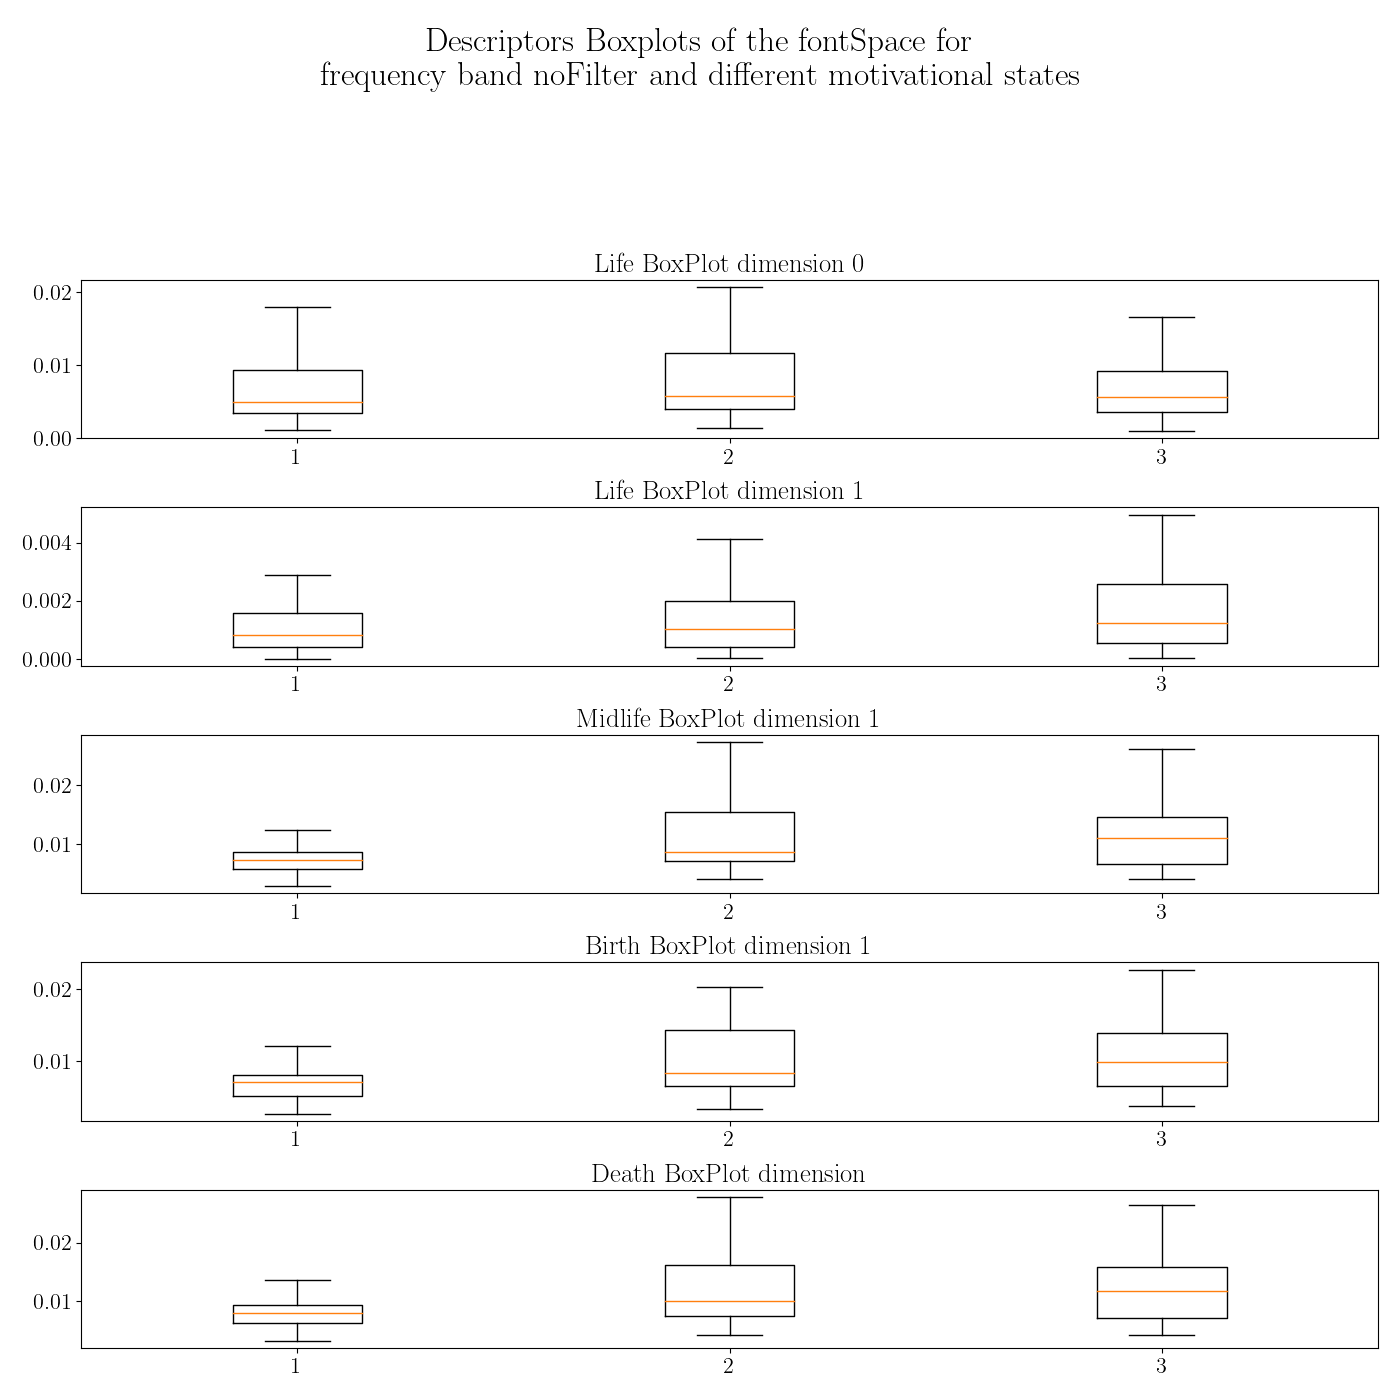 Descriptors Boxplots of the fontSpace for
frequency band noFilter and different motivational states
Life BoxPlot dimension 0
0.02
0.01
0.00
1 2 3
Life BoxPlot dimension 1
0.004
0.002
0.000
1 2 3
Midlife BoxPlot dimension 1
0.02
0.01
1 2 3
Birth BoxPlot dimension 1
0.02
0.01
1 2 3
Death BoxPlot dimension
0.02
0.01
1 2 3